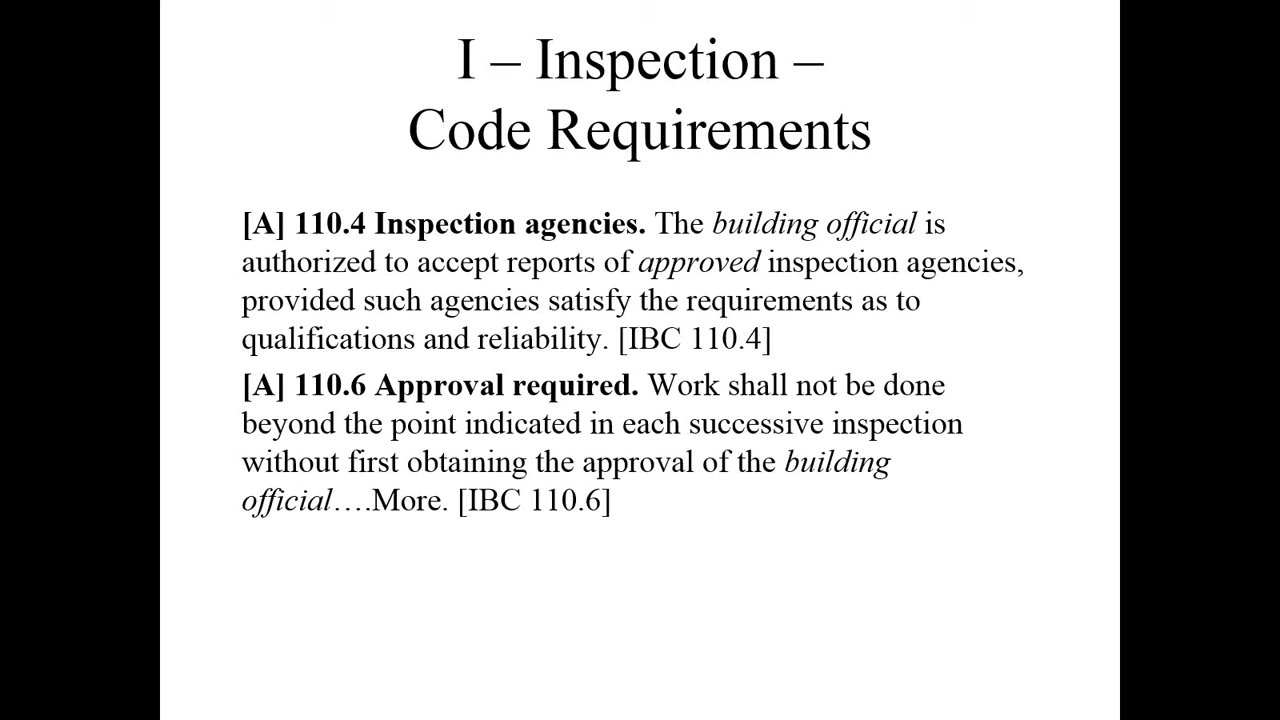 I – Inspection –
Code Requirements
[A] 110.4 Inspection agencies. The building official is
authorized to accept reports of approved inspection agencies,
provided such agencies satisfy the requirements as to
qualifications and reliability. [IBC 110.4]
[A] 110.6 Approval required. Work shall not be done
beyond the point indicated in each successive inspection
without first obtaining the approval of the building
official….More. [IBC 110.6]